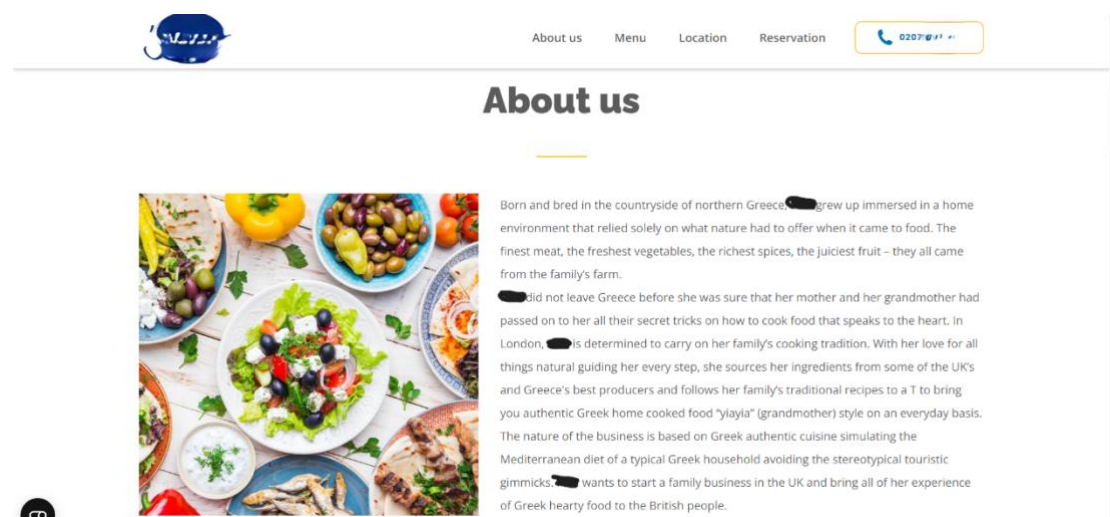 About us
Menu
Location
Reservation
0207
About us
Born and bred in the countryside of northern Greece, grew up immersed in a home
environment that relied solely on what nature had to offer when it came to food. The
finest meat, the freshest vegetables, the richest spices, the juiciest fruit – they all came
from the family's farm.
did not leave Greece before she was sure that her mother and her grandmother had
passed on to her all their secret tricks on how to cook food that speaks to the heart. In
London, is determined to carry on her family's cooking tradition. With her love for all
things natural guiding her every step, she sources her ingredients from some of the UK's
and Greece's best producers and follows her family's traditional recipes to a T to bring
you authentic Greek home cooked food "yiayia" (grandmother) style on an everyday basis.
The nature of the business is based on Greek authentic cuisine simulating the
Mediterranean diet of a typical Greek household avoiding the stereotypical touristic
gimmicks. wants to start a family business in the UK and bring all of her experience
of Greek hearty food to the British people.